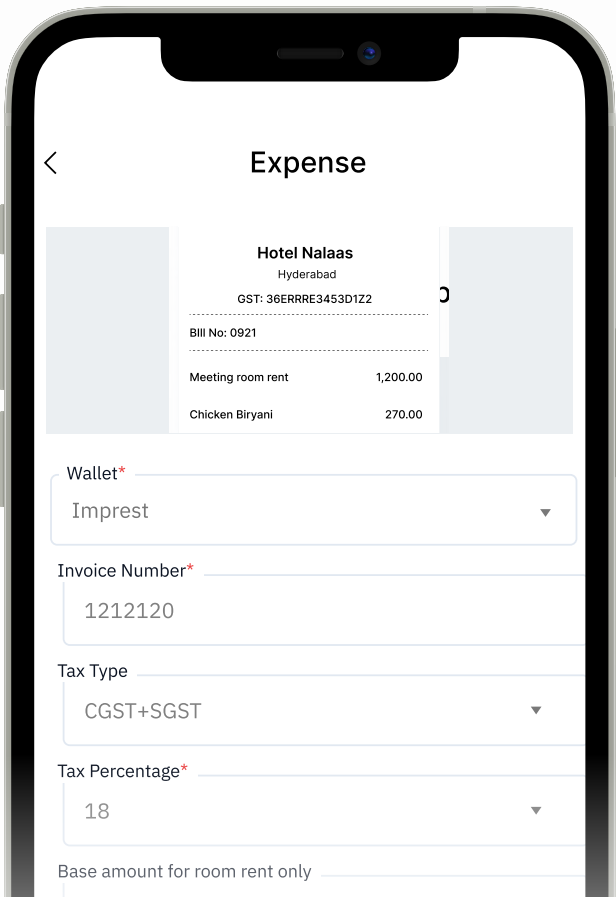 Expense
Hotel Nalaas
Hyderabad
GST: 36ERRRE3453D1Z2
BIll No: 0921
Meeting room rent 1,200.00
Chicken Biryani 270.00
Wallet*
Imprest
Invoice Number*
1212120
Tax Type
CGST+SGST
Tax Percentage*
18
Base amount for room rent only